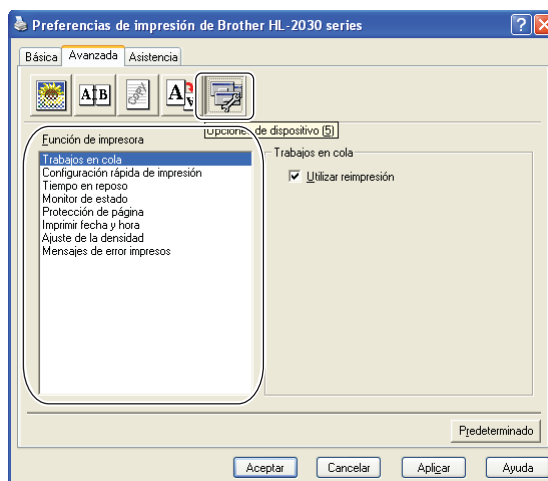 Preferencias de impresión de Brother HL-2030 series
Básica Avanzada Asistencia
A B
A
Opciones de dispositivo (5)
Función de impresora
Trabajos en cola
Configuración rápida de impresión
Tiempo en reposo
Monitor de estado
Protección de página
Imprimir fecha y hora
Ajuste de la densidad
Mensajes de error impresos
Trabajos en cola
Utilizar reimpresión
Predeterminado
Aceptar Cancelar Aplicar Ayuda